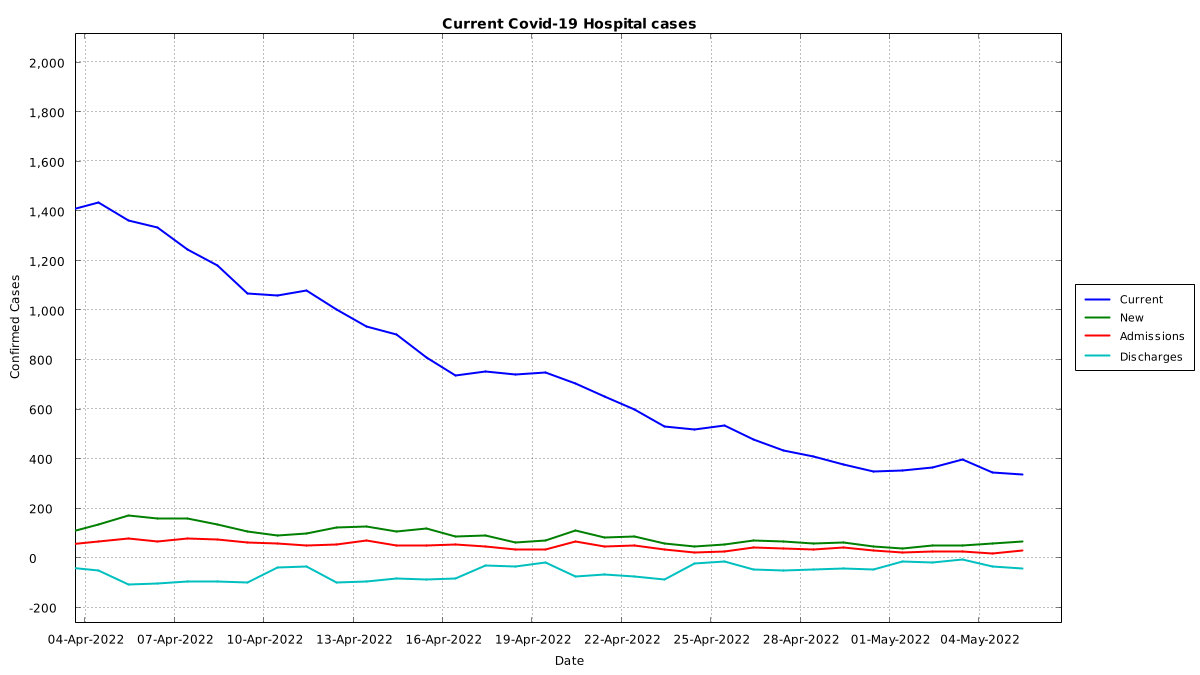 Current Covid-19 Hospital cases
2,000
1,800
1,600
1,400
1,200
1,000
800
600
400
200
0
-200
Confirmed Cases
04-Apr-2022 07-Apr-2022 10-Apr-2022 13-Apr-2022 16-Apr-2022 19-Apr-2022 22-Apr-2022 25-Apr-2022 28-Apr-2022 01-May-2022 04-May-2022
Date
Current
New
Admissions
Discharges